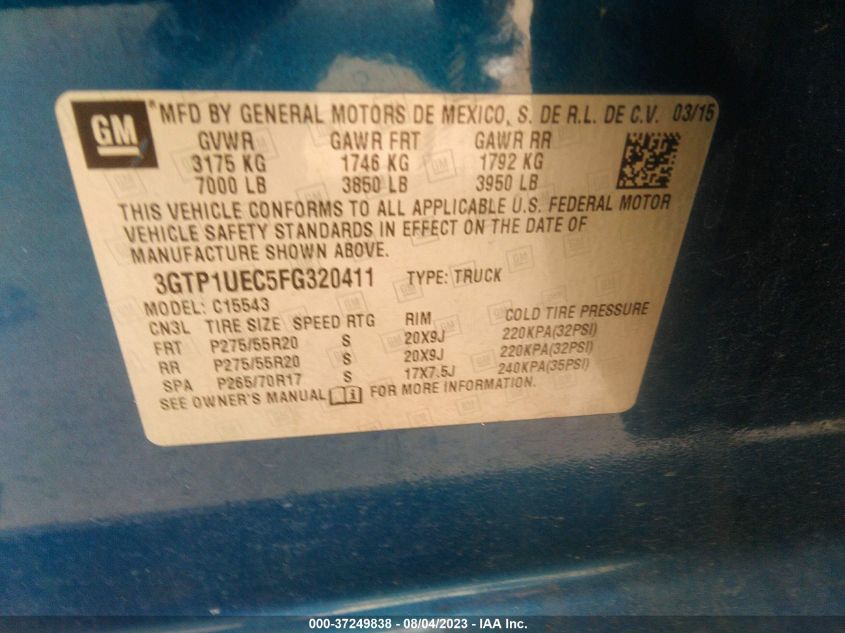 GM
®MFD BY GENERAL MOTORS DE MEXICO, S. DE R.L. DE C.V. 03/15
GVWR GAWR FRT GAWR RR
3175 KG 1746 KG 1792 KG
7000 LB 3850 LB 3950 LB
THIS VEHICLE CONFORMS TO ALL APPLICABLE U.S. FEDERAL MOTOR
VEHICLE SAFETY STANDARDS IN EFFECT ON THE DATE OF
MANUFACTURE SHOWN ABOVE.
3GTP1UEC5FG320411 TYPE: TRUCK
MODEL: C15543
CN3L TIRE SIZE SPEED RTG RIM COLD TIRE PRESSURE
FRT P275/55R20 S 20X9J 220KPA(32PSI)
RR P275/55R20 S 20X9J 220KPA(32PSI)
SPA P265/70R17 S 17X7.5J 240KPA(35PSI)
SEE OWNER'S MANUAL FOR MORE INFORMATION.
000-37249838 - 08/04/2023 - IAA Inc.